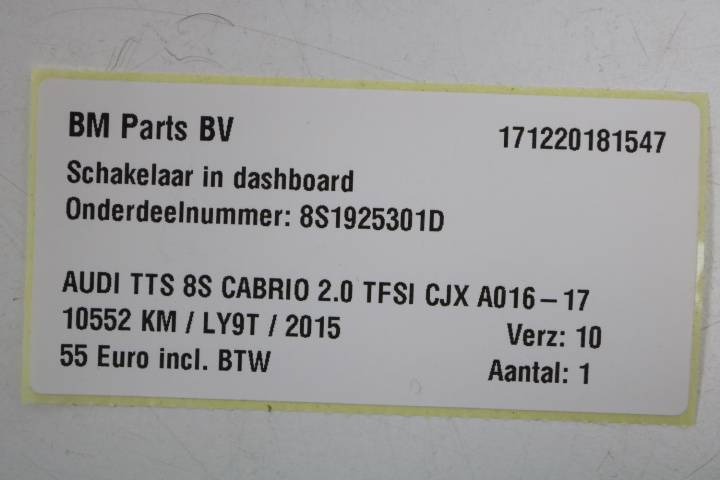 BM Parts BV 171220181547
Schakelaar in dashboard
Onderdeelnummer: 8S1925301D
AUDI TTS 8S CABRIO 2.0 TFSI CJX A016-17
10552 KM / LY9T / 2015 Verz: 10
55 Euro incl. BTW Aantal: 1